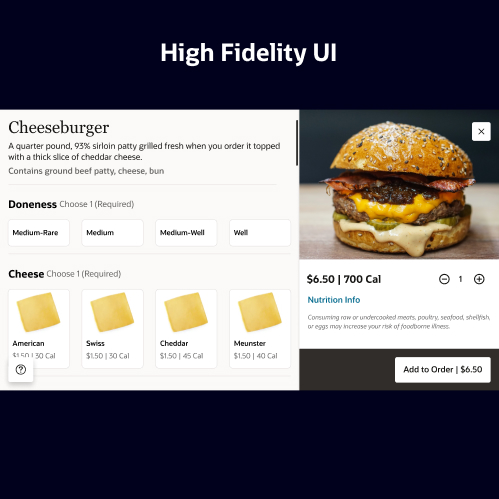 High Fidelity UI
Cheeseburger
A quarter pound, 93% sirloin patty grilled fresh when you order it topped
with a thick slice of cheddar cheese.
Contains ground beef patty, cheese, bun
Doneness Choose 1 (Required)
Medium-Rare Medium Medium-Well Well
Cheese Choose 1 (Required)
American Swiss Cheddar Meunster
$1.50 | 30 Cal $1.50 | 30 Cal $1.50 | 45 Cal $1.50 | 40 Cal
$6.50 | 700 Cal 1
Nutrition Info
Consuming raw or undercooked meats, poultry, seafood, shellfish,
or eggs may increase your risk of foodborne illness.
Add to Order | $6.50